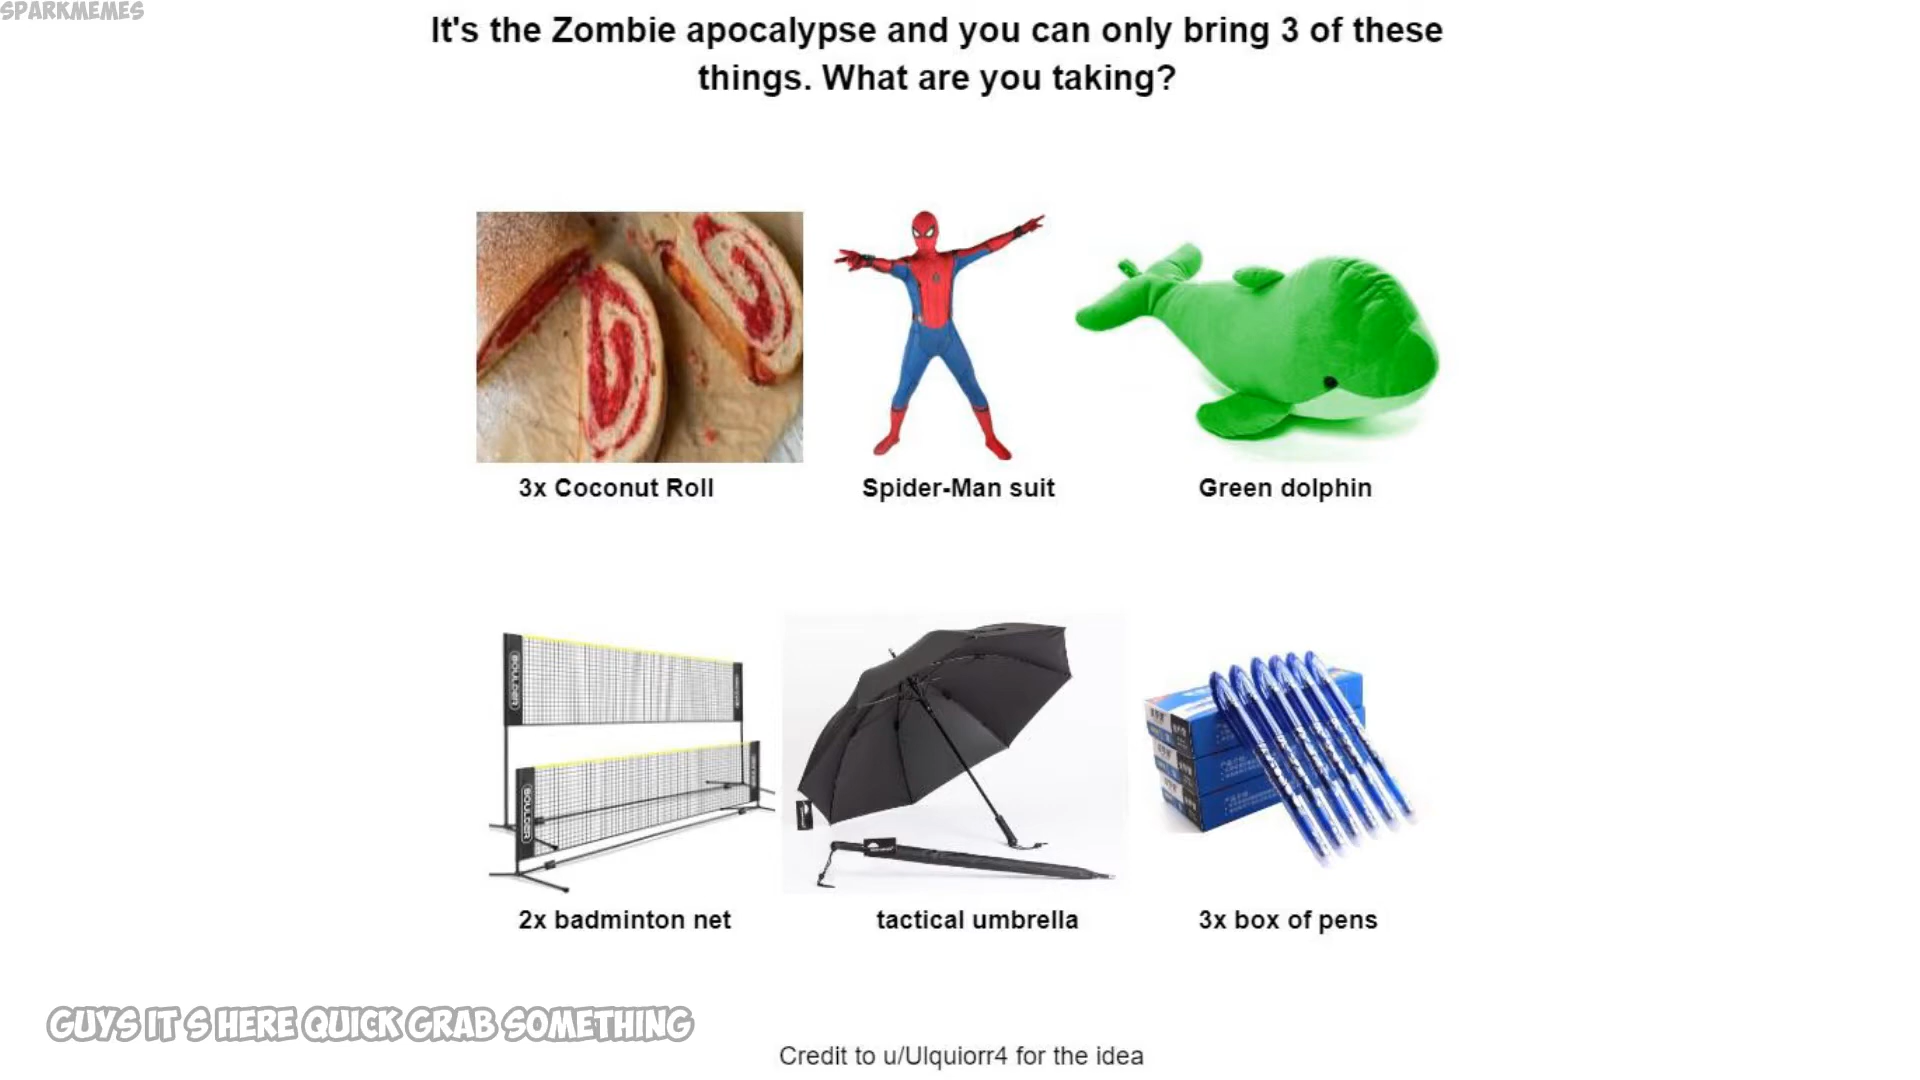 SPARKMEMES
It's the Zombie apocalypse and you can only bring 3 of these
things. What are you taking?
3x Coconut Roll
Spider-Man suit
Green dolphin
BOULDER
BOULDER
2x badminton net
tactical umbrella
3x box of pens
GUYS IT S HERE QUICK GRAB SOMETHING
Credit to u/Ulquiorr4 for the idea